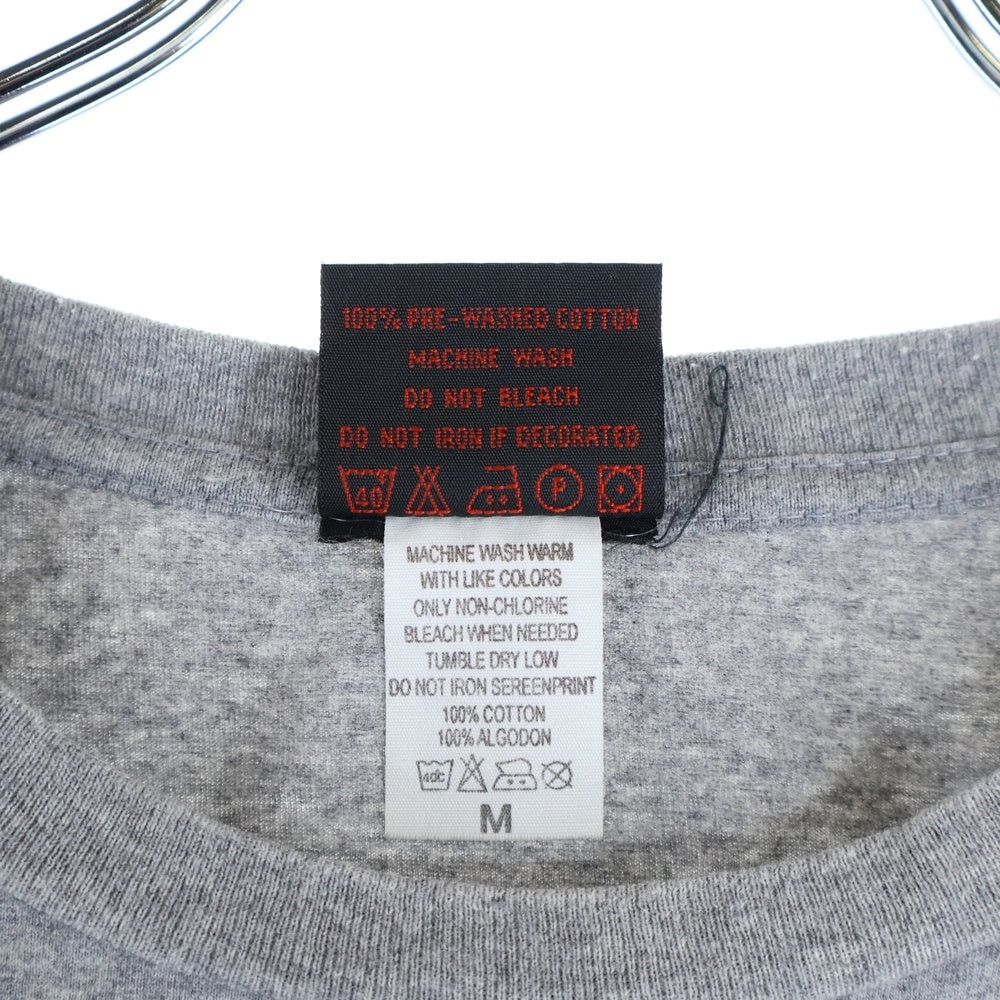 100% PRE-WASHED COTTON
MACHINE WASH
DO NOT BLEACH
DO NOT IRON IF DECORATED
40 P
MACHINE WASH WARM
WITH LIKE COLORS
ONLY NON-CHLORINE
BLEACH WHEN NEEDED
TUMBLE DRY LOW
DO NOT IRON SEREENPRINT
100% COTTON
100% ALGODON
40C
M